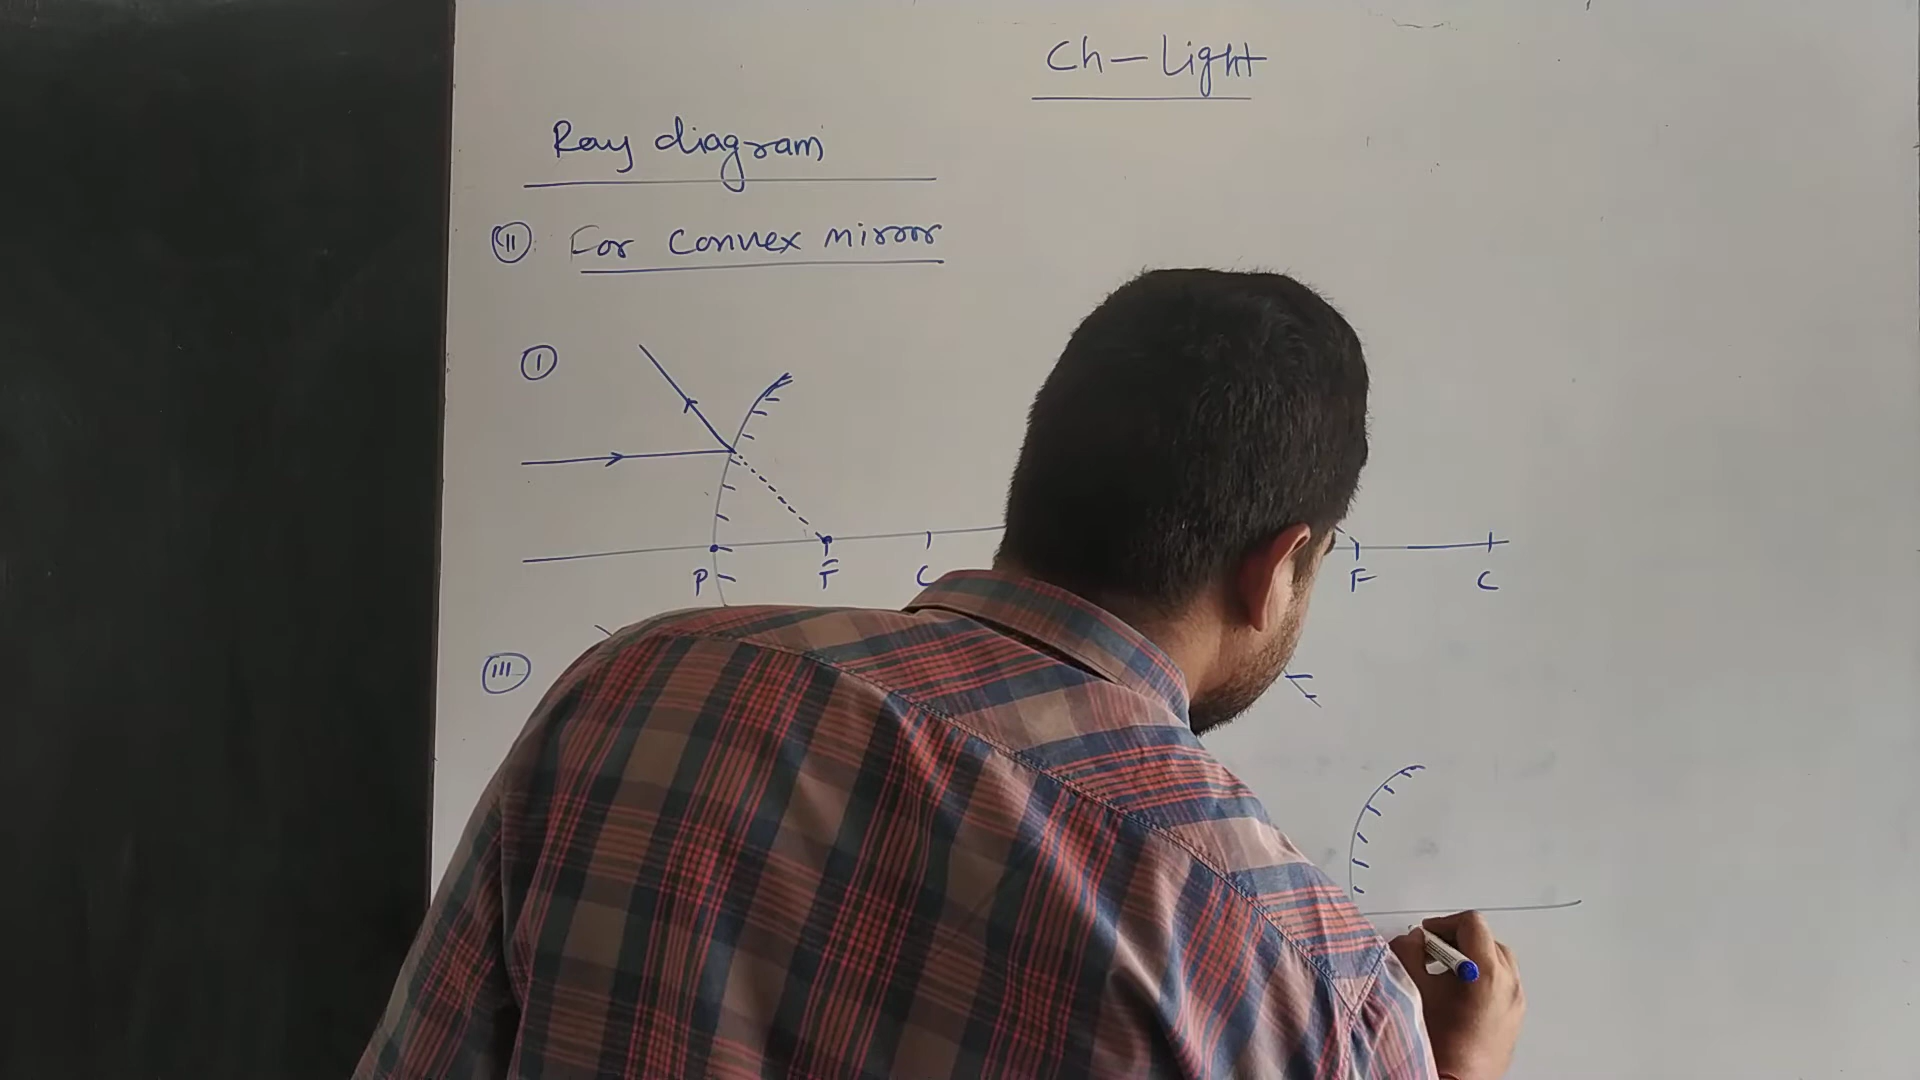 Ch – Light
Ray diagram
(II). For Convex mirror
(I)
P F C
F C
(III)